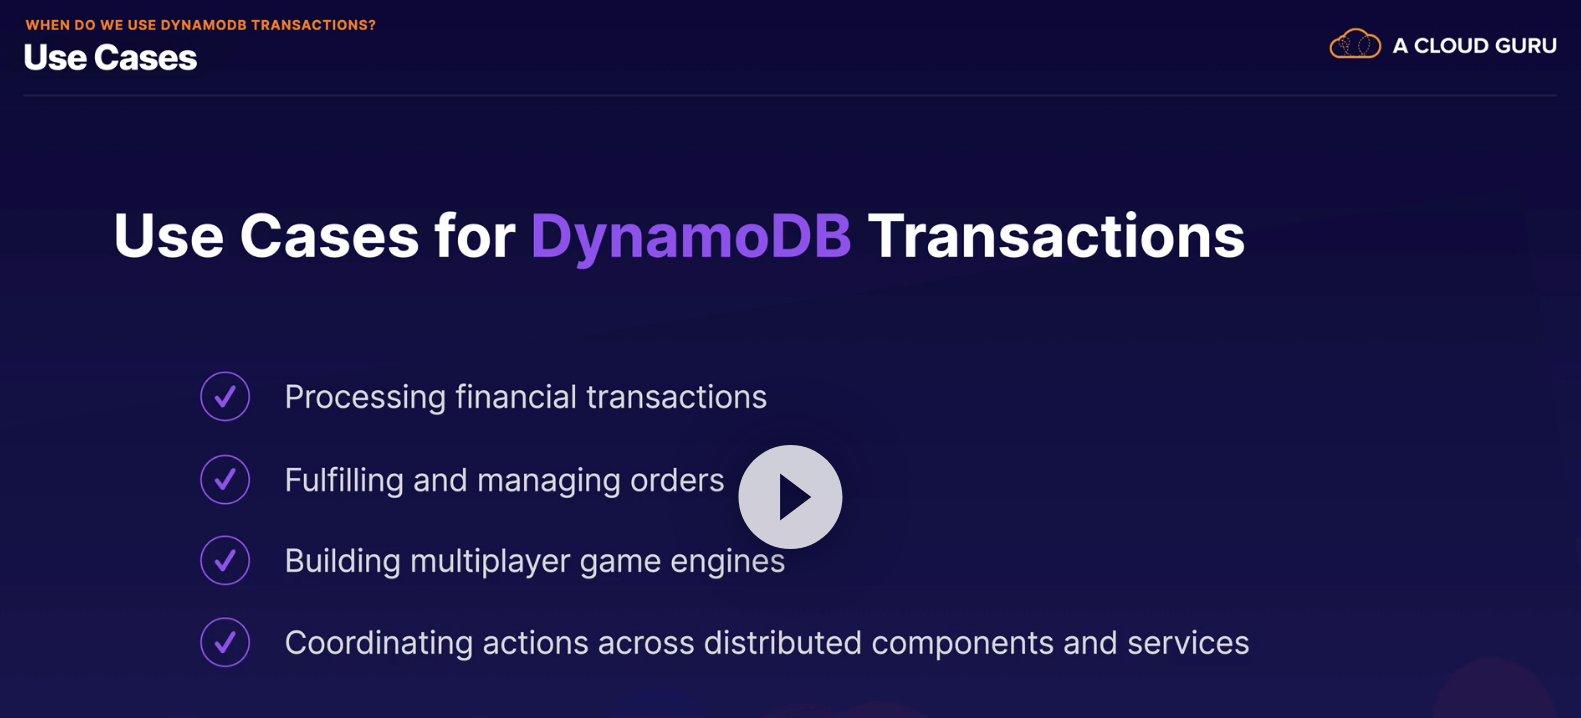 WHEN DO WE USE DYNAMODB TRANSACTIONS?
Use Cases
A CLOUD GURU
Use Cases for DynamoDB Transactions
Processing financial transactions
Fulfilling and managing orders
Building multiplayer game engines
Coordinating actions across distributed components and services